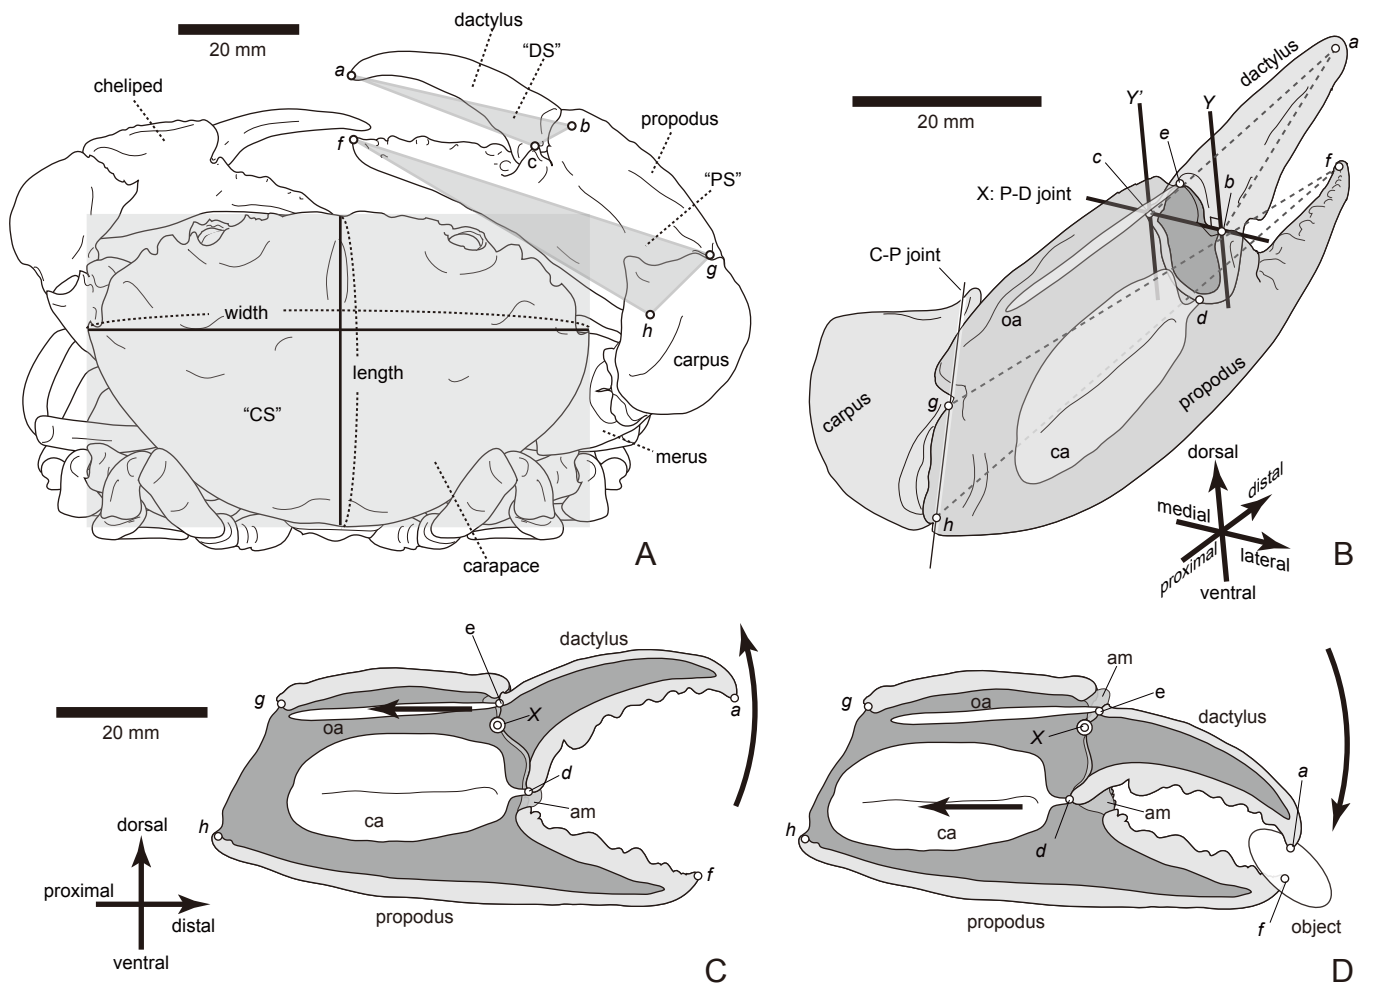 20 mm
dactylus
“DS”
cheliped
a
b
c
propodus
f
“PS”
g
h
width
length
carpus
“CS”
merus
carapace
A
20 mm
dactylus
a
Y’
Y
e
c
f
b
X: P-D joint
C-P joint
oa
d
propodus
g
carpus
ca
h
dorsal
distal
medial
lateral
proximal
ventral
B
e
dactylus
g
X
a
20 mm
oa
d
am
ca
h
f
dorsal
proximal
distal
ventral
propodus
C
am
e
g
oa
dactylus
X
a
am
h
ca
d
propodus
f
object
D